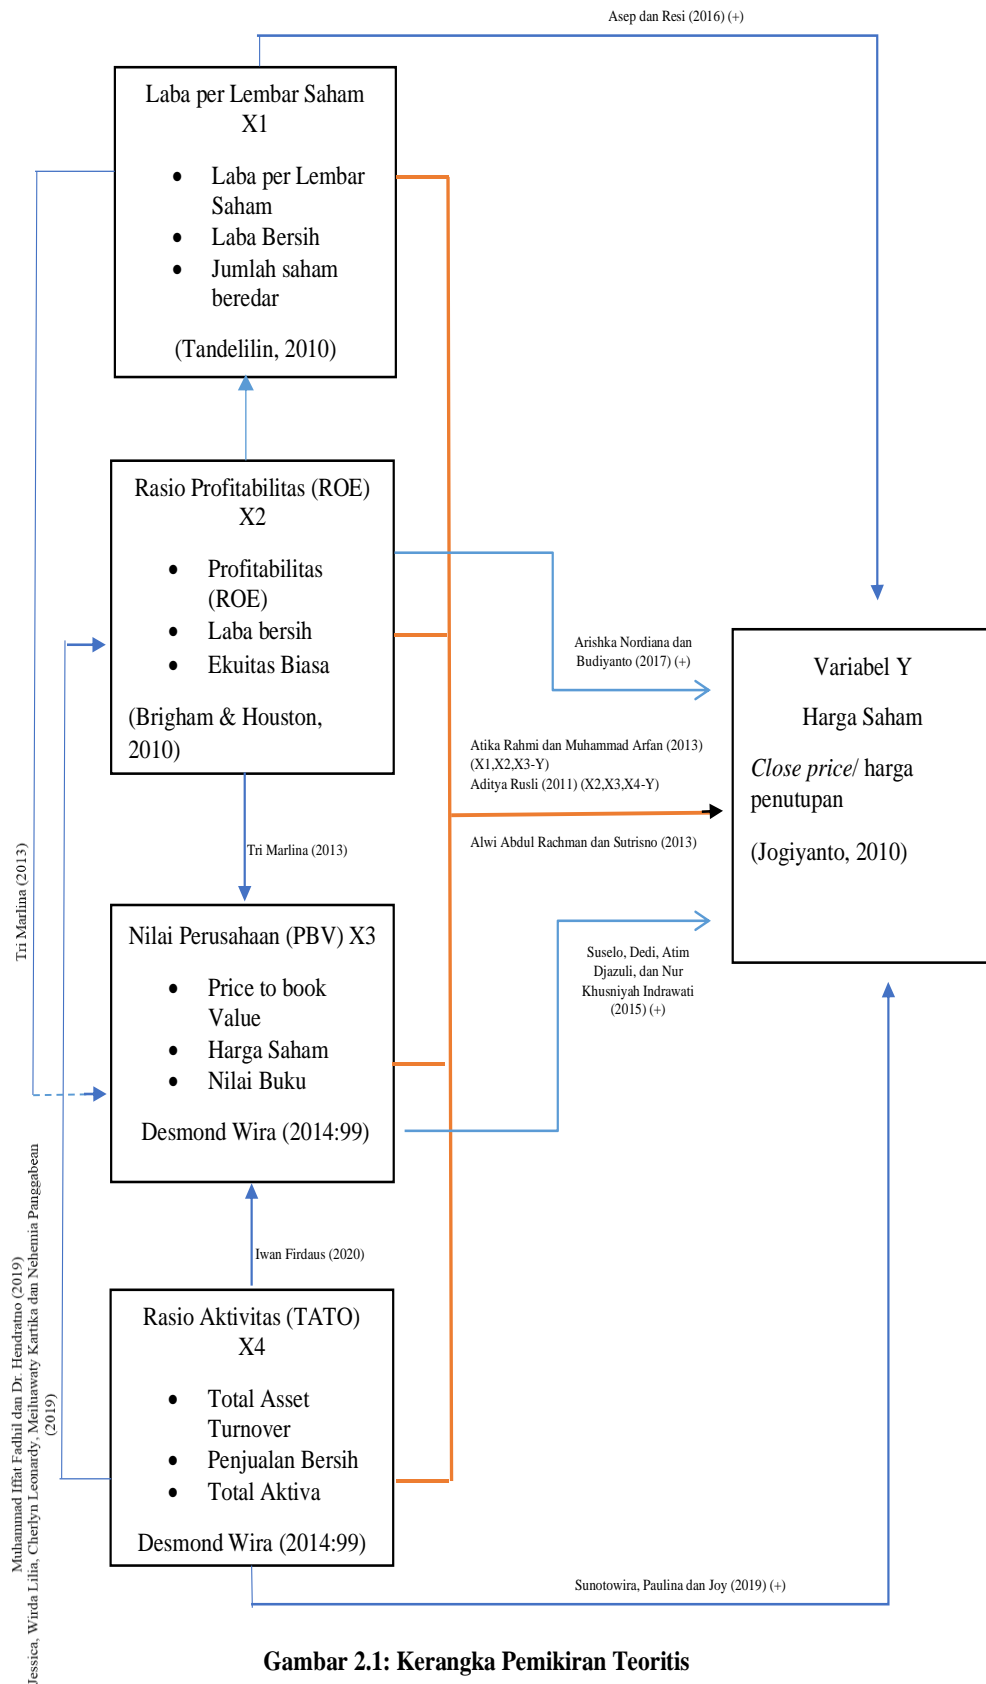 Asep dan Resi (2016) (+)
Laba per Lembar Saham
X1
• Laba per Lembar
Saham
• Laba Bersih
• Jumlah saham
beredar
(Tandelilin, 2010)
Rasio Profitabilitas (ROE)
X2
• Profitabilitas
(ROE)
• Laba bersih
• Ekuitas Biasa
(Brigham & Houston,
2010)
Arishka Nordiana dan
Budiyanto (2017) (+)
Variabel Y
Harga Saham
Close price/ harga
penutupan
(Jogiyanto, 2010)
Atika Rahmi dan Muhammad Arfan (2013)
(X1,X2,X3-Y)
Aditya Rusli (2011) (X2,X3,X4-Y)
Alwi Abdul Rachman dan Sutrisno (2013)
Tri Marlina (2013)
Tri Marlina (2013)
Nilai Perusahaan (PBV) X3
• Price to book
Value
• Harga Saham
• Nilai Buku
Desmond Wira (2014:99)
Suselo, Dedi, Atim
Djazuli, dan Nur
Khusniyah Indrawati
(2015) (+)
Iwan Firdaus (2020)
Muhammad Iffat Fadhil dan Dr. Hendratno (2019)
Jessica, Wirda Lilia, Cherlyn Leonardy, Meihuawaty Kartika dan Nehemia Panggabean
(2019)
Rasio Aktivitas (TATO)
X4
• Total Asset
Turnover
• Penjualan Bersih
• Total Aktiva
Desmond Wira (2014:99)
Sunotowira, Paulina dan Joy (2019) (+)
Gambar 2.1: Kerangka Pemikiran Teoritis